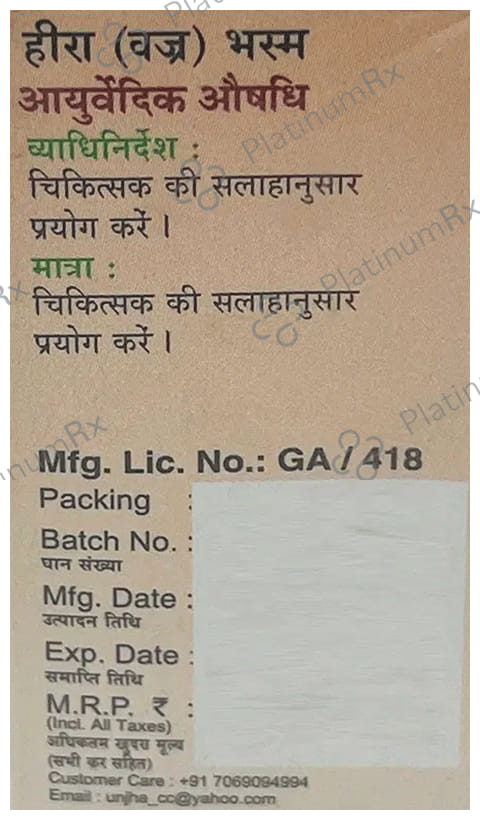 हीरा (वज्र) भस्म
आयुर्वेदिक औषधि
व्याधिनिर्देश :
चिकित्सक की सलाहानुसार
प्रयोग करें।
मात्रा :
चिकित्सक की सलाहानुसार
प्रयोग करें।
Mfg. Lic. No.: GA / 418
Packing :
Batch No. :
घान संख्या
Mfg. Date :
उत्पादन तिथि
Exp. Date :
समाप्ति तिथि
M.R.P. ₹ :
(Incl. All Taxes)
अधिकतम खुदरा मूल्य
(सभी कर सहित)
Customer Care : +91 7069094994
Email : unjha_cc@yahoo.com
PlatinumRx
PlatinumRx